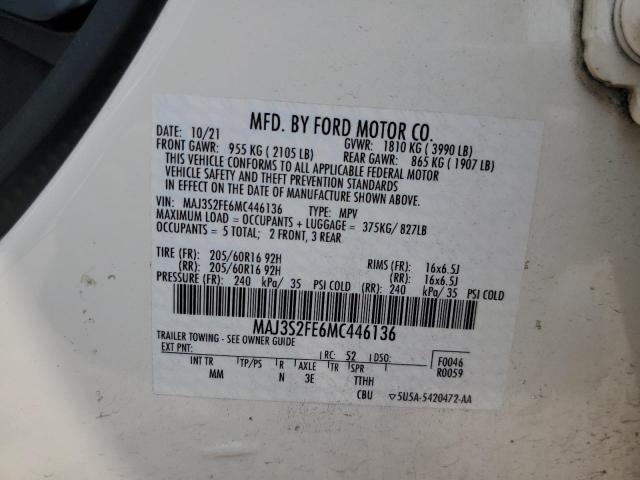 MFD. BY FORD MOTOR CO.
DATE: 10/21 GVWR: 1810 KG ( 3990 LB)
FRONT GAWR: 955 KG ( 2105 LB) REAR GAWR: 865 KG ( 1907 LB)
THIS VEHICLE CONFORMS TO ALL APPLICABLE FEDERAL MOTOR
VEHICLE SAFETY AND THEFT PREVENTION STANDARDS
IN EFFECT ON THE DATE OF MANUFACTURE SHOWN ABOVE.
VIN: MAJ3S2FE6MC446136 TYPE: MPV
MAXIMUM LOAD = OCCUPANTS + LUGGAGE = 375KG/ 827LB
OCCUPANTS = 5 TOTAL; 2 FRONT, 3 REAR
TIRE (FR): 205/60R16 92H RIMS (FR): 16x6.5J
(RR): 205/60R16 92H (RR): 16x6.5J
PRESSURE (FR): 240 kPa/ 35 PSI COLD (RR): 240 kPa/ 35 PSI COLD
MAJ3S2FE6MC446136
TRAILER TOWING - SEE OWNER GUIDE
EXT PNT: RC: 52 DSO: F0046
R0059
INT TR TP/PS R AXLE TR SPR
MM N 3E TTHH
CBU ▽5U5A-5420472-AA